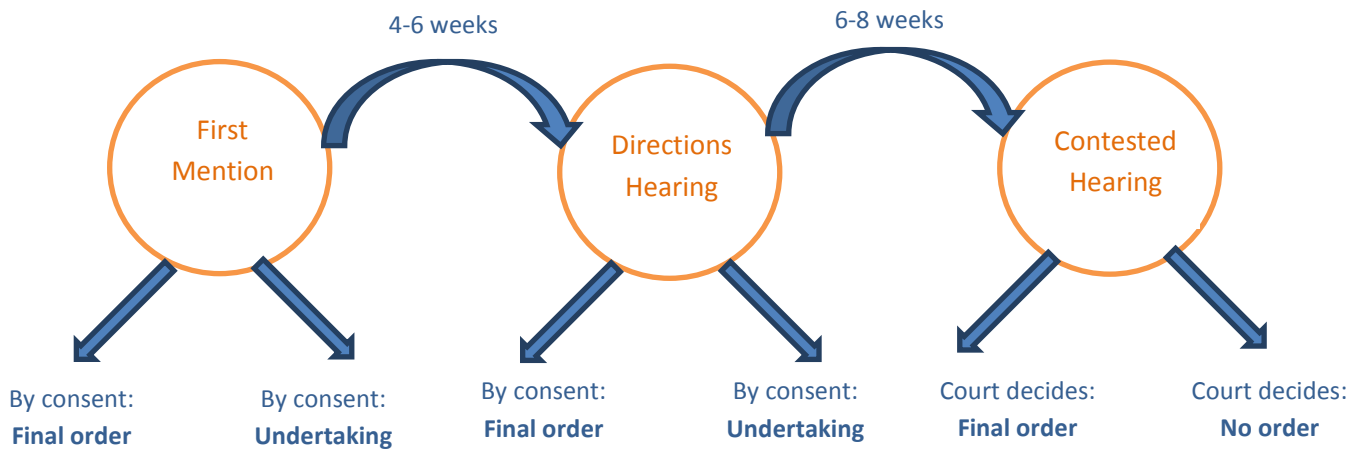 4-6 weeks
6-8 weeks
First
Mention
Directions
Hearing
Contested
Hearing
By consent:
Final order
By consent:
Undertaking
By consent:
Final order
By consent:
Undertaking
Court decides:
Final order
Court decides:
No order